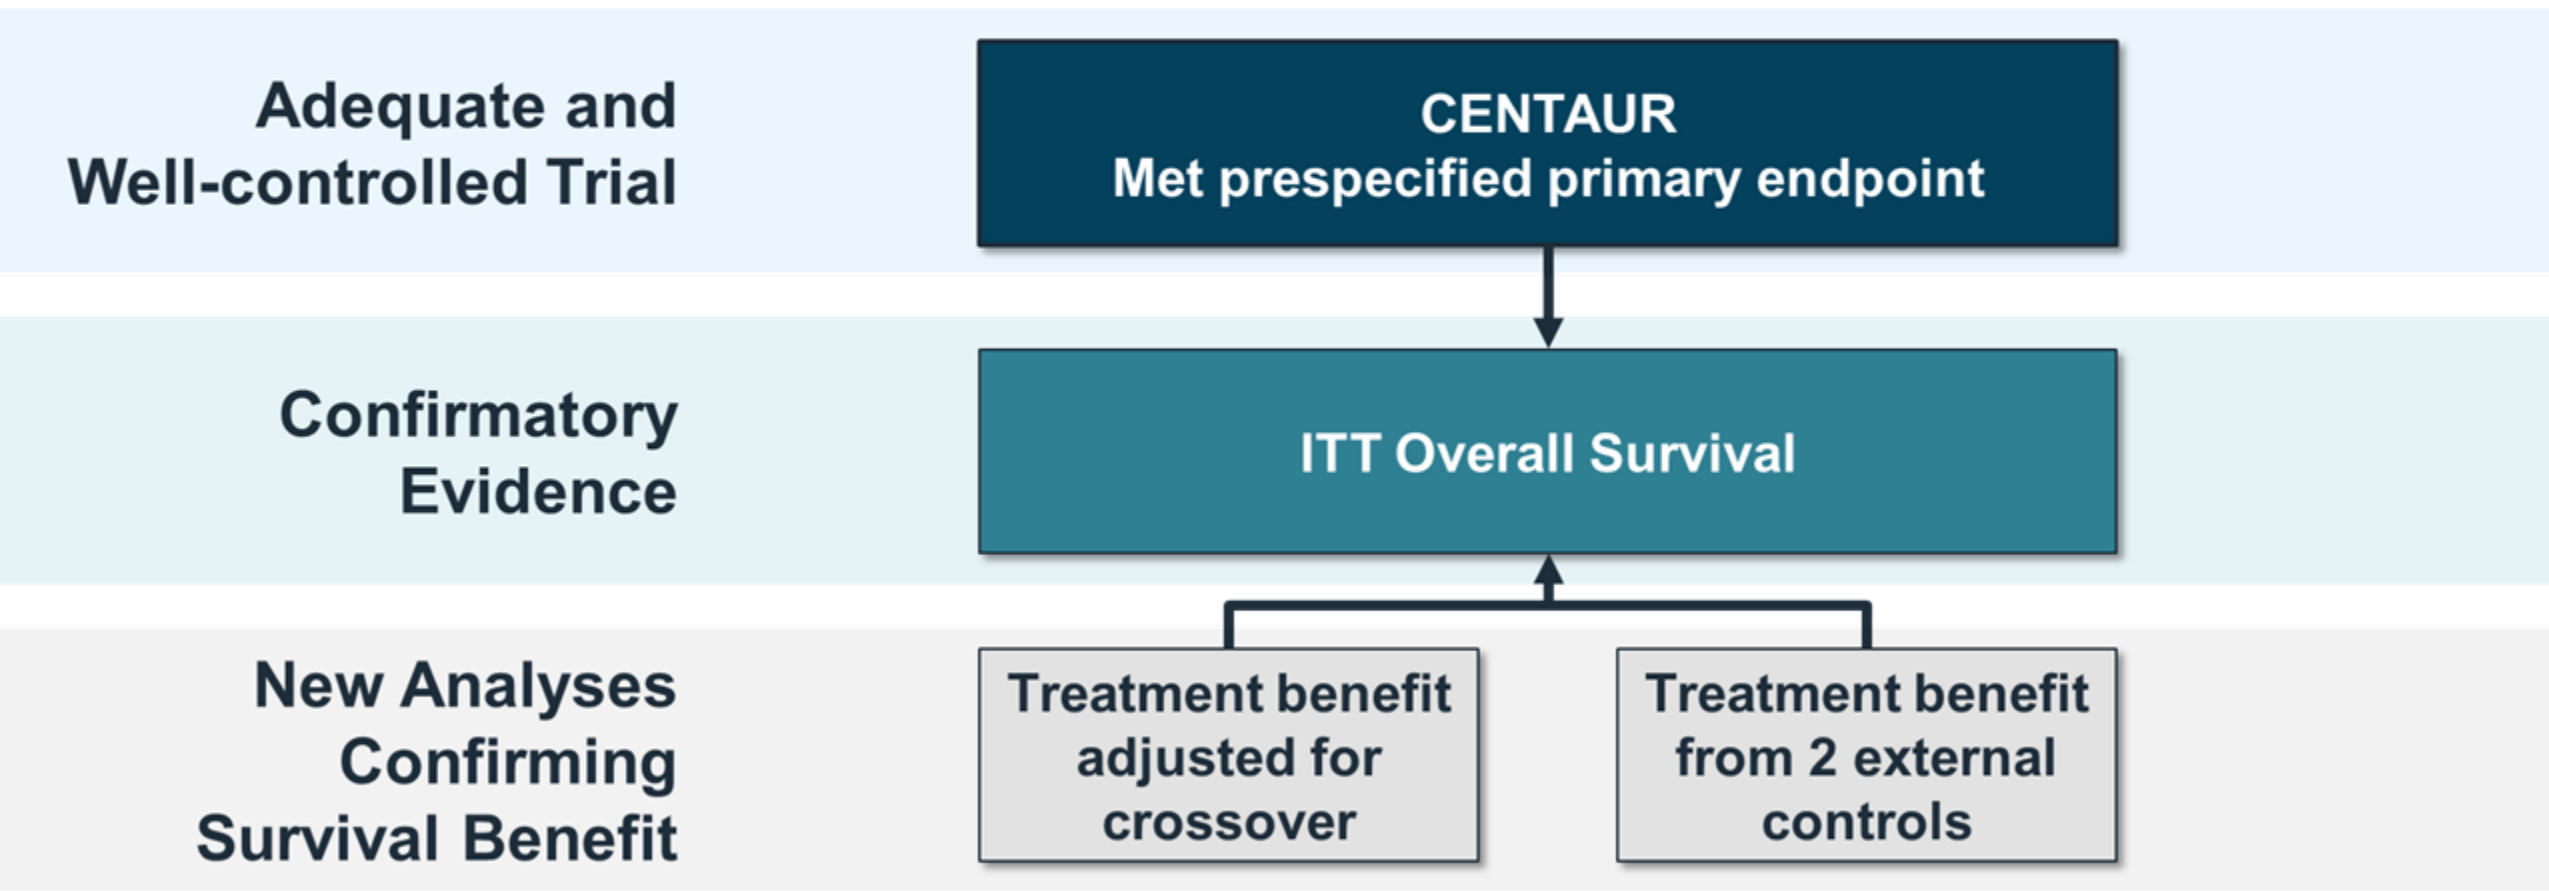 Adequate and
Well-controlled Trial
CENTAUR
Met prespecified primary endpoint
Confirmatory
Evidence
ITT Overall Survival
New Analyses
Confirming
Survival Benefit
Treatment benefit
adjusted for
crossover
Treatment benefit
from 2 external
controls